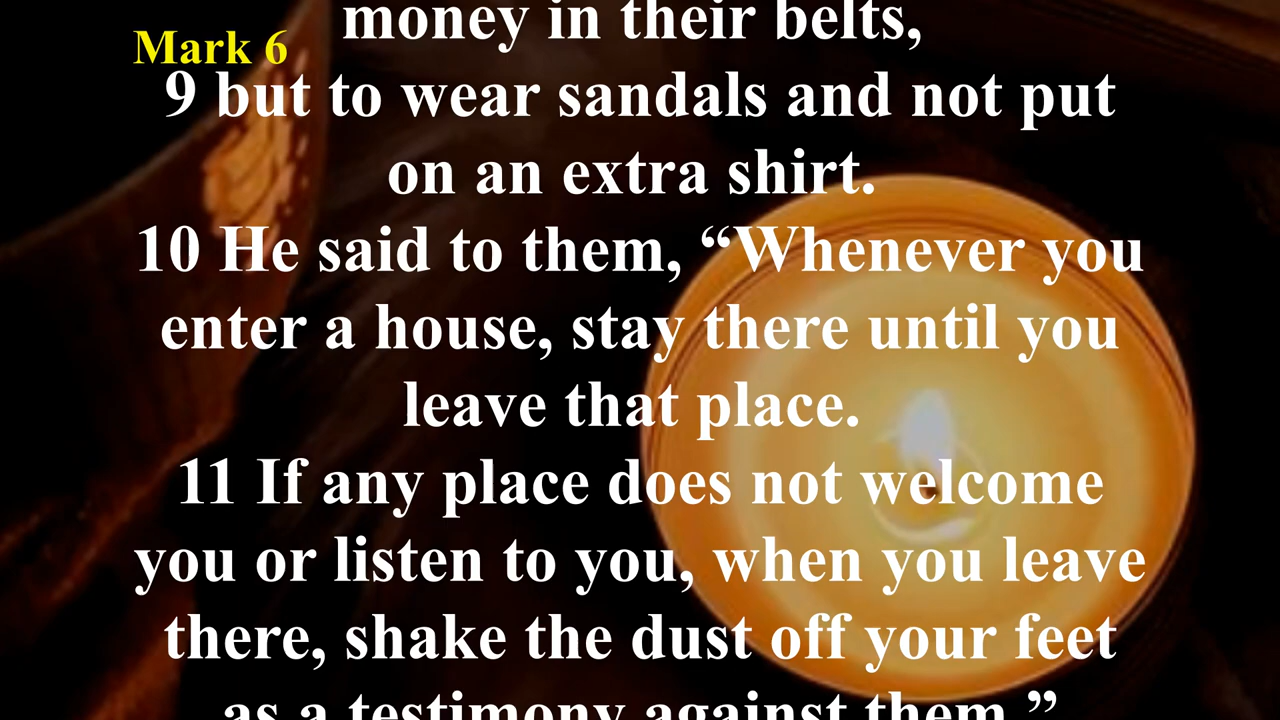 money in their belts,
Mark 6
9 but to wear sandals and not put
on an extra shirt.
10 He said to them, “Whenever you
enter a house, stay there until you
leave that place.
11 If any place does not welcome
you or listen to you, when you leave
there, shake the dust off your feet
as a testimony against them.”